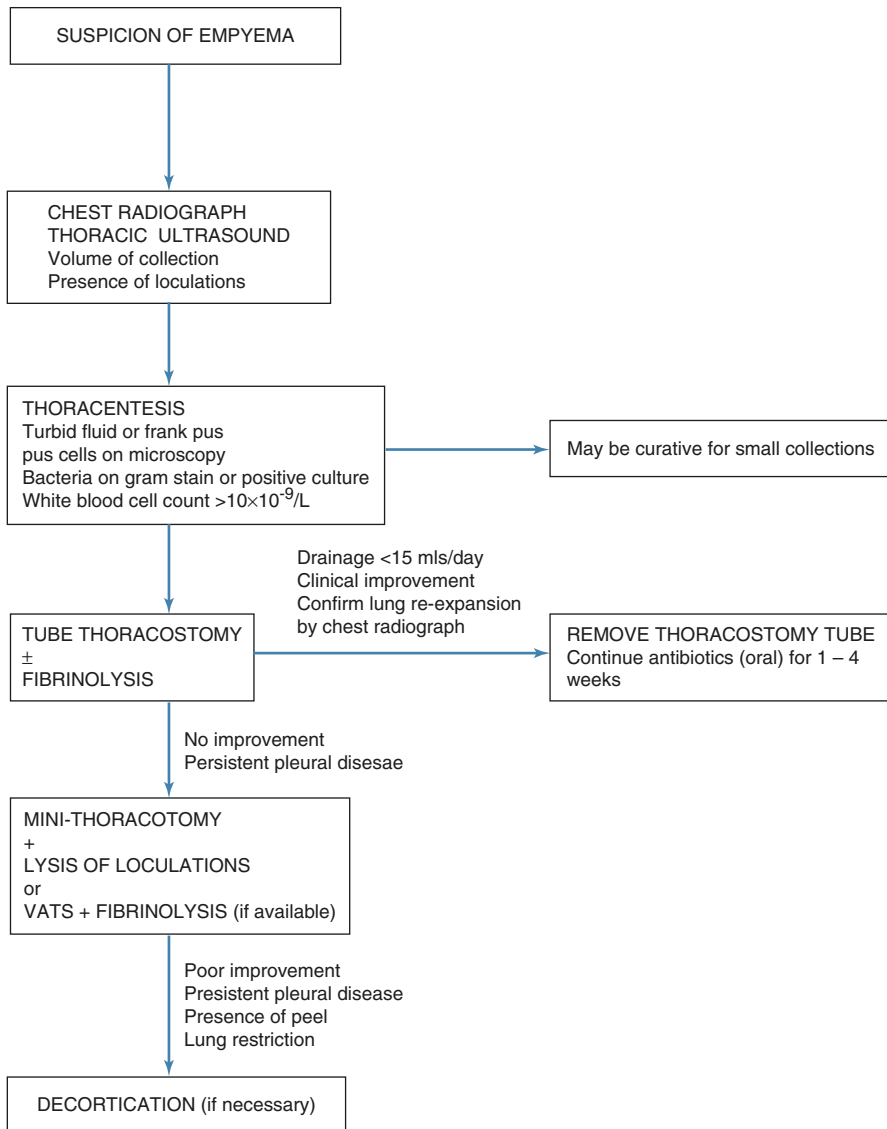 SUSPICION OF EMPYEMA
CHEST RADIOGRAPH
THORACIC ULTRASOUND
Volume of collection
Presence of loculations
THORACENTESIS
Turbid fluid or frank pus
pus cells on microscopy
Bacteria on gram stain or positive culture
White blood cell count >10×10⁻⁹/L
May be curative for small collections
Drainage <15 mls/day
Clinical improvement
Confirm lung re-expansion
by chest radiograph
TUBE THORACOSTOMY
±
FIBRINOLYSIS
REMOVE THORACOSTOMY TUBE
Continue antibiotics (oral) for 1 – 4
weeks
No improvement
Persistent pleural disesae
MINI-THORACOTOMY
+
LYSIS OF LOCULATIONS
or
VATS + FIBRINOLYSIS (if available)
Poor improvement
Presistent pleural disease
Presence of peel
Lung restriction
DECORTICATION (if necessary)